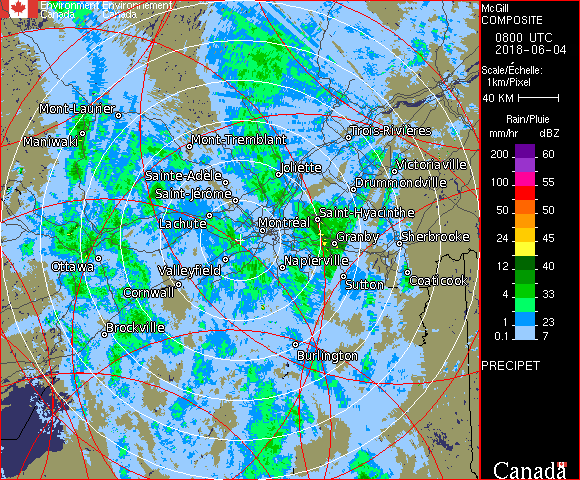 Environment Environnement
Canada Canada
McGill
COMPOSITE
0800 UTC
2018-06-04
Scale/Échelle:
1km/Pixel
40 KM
Rain/Pluie
mm/hr dBZ
200 60
100 55
50 50
24 45
12 40
4 33
1 23
0.1 7
PRECIPET
Canada
Mont-Laurier
Maniwaki
Mont-Tremblant
Trois-Rivières
Joliette
Victoriaville
Sainte-Adèle
Drummondville
Saint-Jérôme
Saint-Hyacinthe
Lachute
Montréal
Granby
Sherbrooke
Ottawa
Valleyfield
Napierville
Sutton
Coaticook
Cornwall
Brockville
Burlington